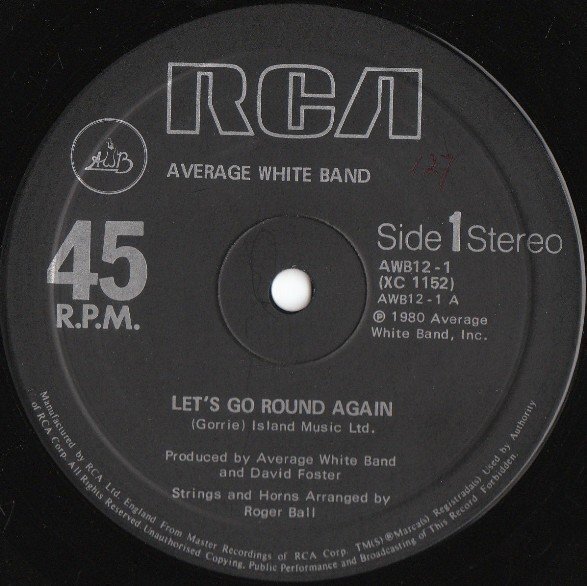 RCA
AWB
AVERAGE WHITE BAND
127
45
R.P.M.
Side 1 Stereo
AWB12-1
(XC 1152)
AWB12-1 A
℗ 1980 Average
White Band, Inc.
LET'S GO ROUND AGAIN
(Gorrie) Island Music Ltd.
Produced by Average White Band
and David Foster
Strings and Horns Arranged by
Roger Ball
Manufactured by RCA Ltd. England From Master Recordings of RCA Corp. TM(S)®Marca(s) Registrada(s) Used by Authority
of RCA Corp. All Rights Reserved. Unauthorised Copying, Public Performance and Broadcasting of This Record Forbidden.